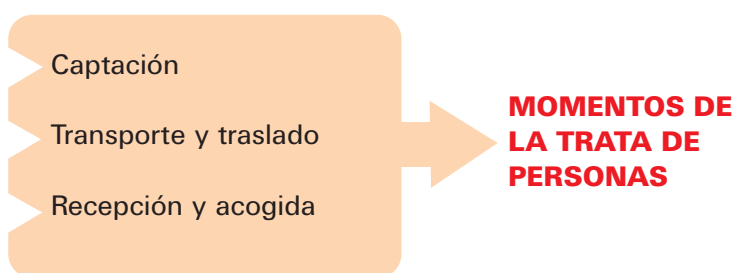 Captación
Transporte y traslado
Recepción y acogida
MOMENTOS DE
LA TRATA DE
PERSONAS